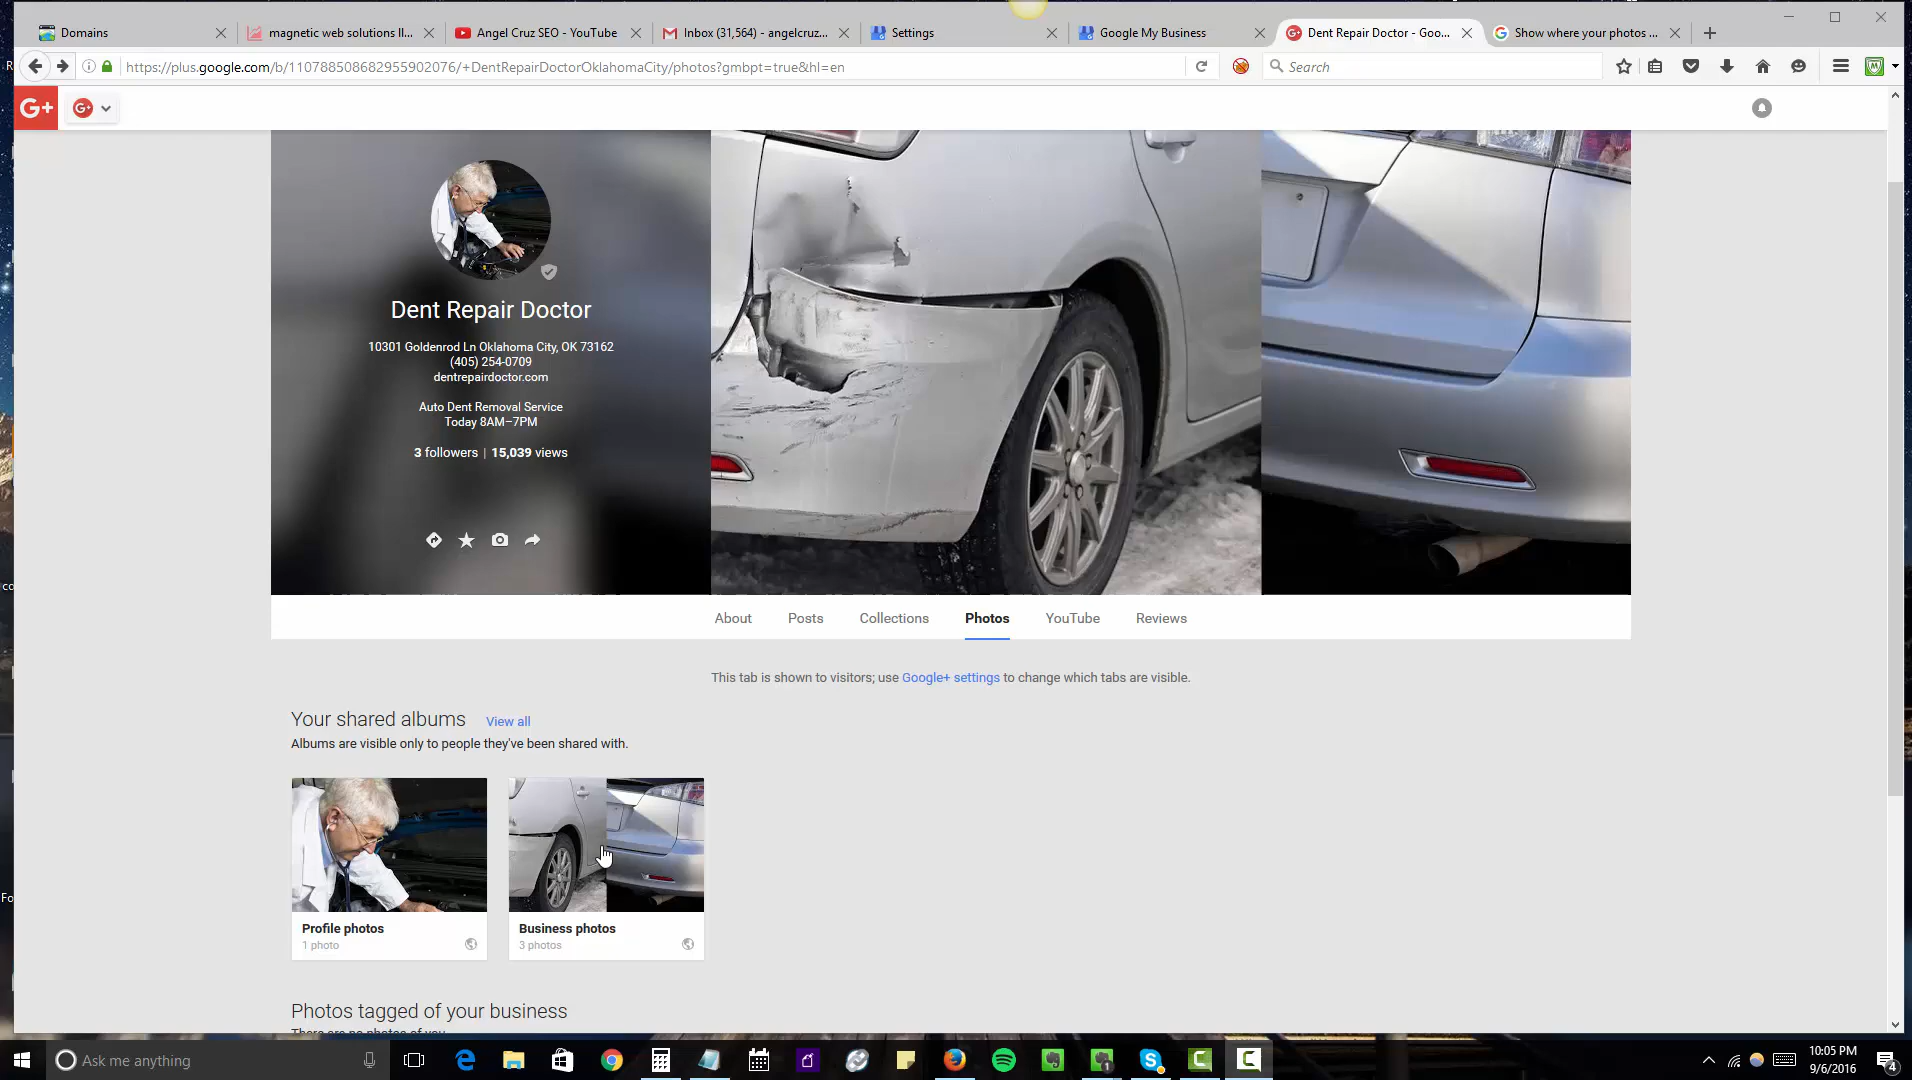 Domains
magnetic web solutions ll...
Angel Cruz SEO - YouTube
Inbox (31,564) - angelcruz...
Settings
Google My Business
Dent Repair Doctor - Goo...
Show where your photos ...
https://plus.google.com/b/110788508682955902076/+DentRepairDoctorOklahomaCity/photos?gmbpt=true&hl=en
Search
G+
G+
Dent Repair Doctor
10301 Goldenrod Ln Oklahoma City, OK 73162
(405) 254-0709
dentrepairdoctor.com
Auto Dent Removal Service
Today 8AM–7PM
3 followers | 15,039 views
About
Posts
Collections
Photos
YouTube
Reviews
This tab is shown to visitors; use Google+ settings to change which tabs are visible.
Your shared albums
View all
Albums are visible only to people they've been shared with.
Profile photos
1 photo
Business photos
3 photos
Photos tagged of your business
Ask me anything
10:05 PM
9/6/2016
4